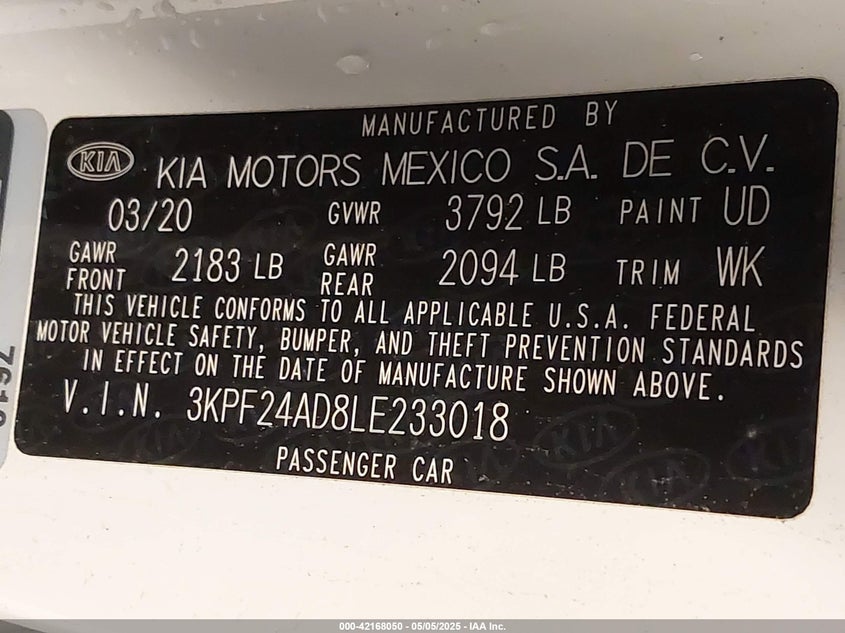 MANUFACTURED BY
KIA KIA MOTORS MEXICO S.A. DE C.V.
03/20 GVWR 3792 LB PAINT UD
GAWR FRONT 2183 LB GAWR REAR 2094 LB TRIM WK
THIS VEHICLE CONFORMS TO ALL APPLICABLE U.S.A. FEDERAL
MOTOR VEHICLE SAFETY, BUMPER, AND THEFT PREVENTION STANDARDS
IN EFFECT ON THE DATE OF MANUFACTURE SHOWN ABOVE.
V.I.N. 3KPF24AD8LE233018
PASSENGER CAR
000-42168050 - 05/05/2025 - IAA Inc.